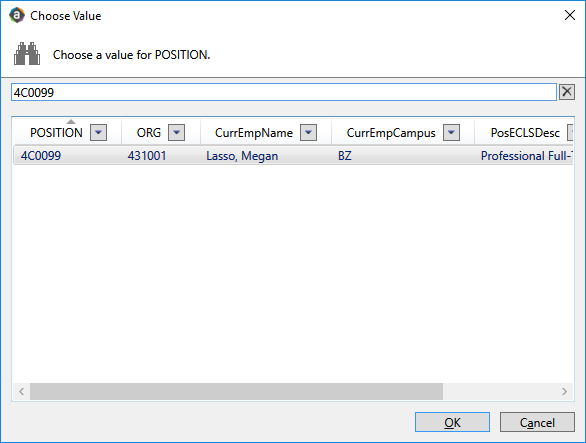 Choose Value
Choose a value for POSITION.
4C0099
POSITION ORG CurrEmpName CurrEmpCampus PosECLSDesc
4C0099 431001 Lasso, Megan BZ Professional Full-
OK Cancel